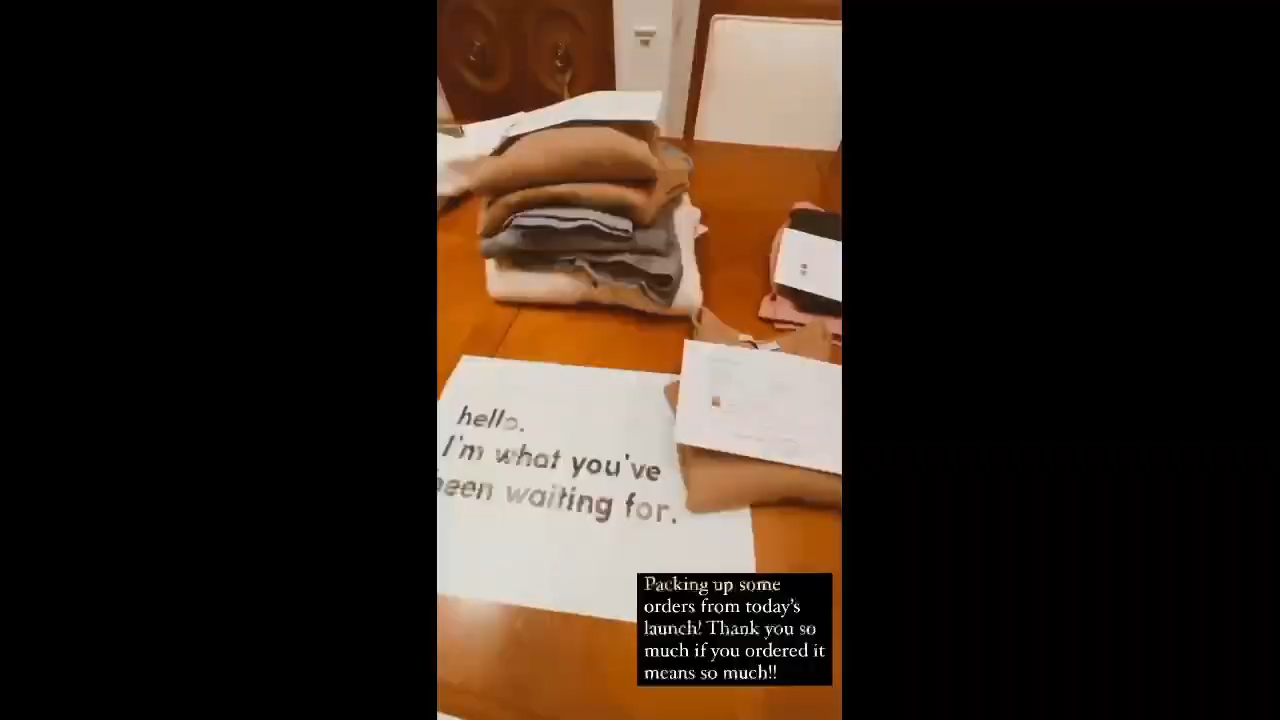 hello.
I'm what you've
been waiting for.
Packing up some
orders from today's
launch! Thank you so
much if you ordered it
means so much!!